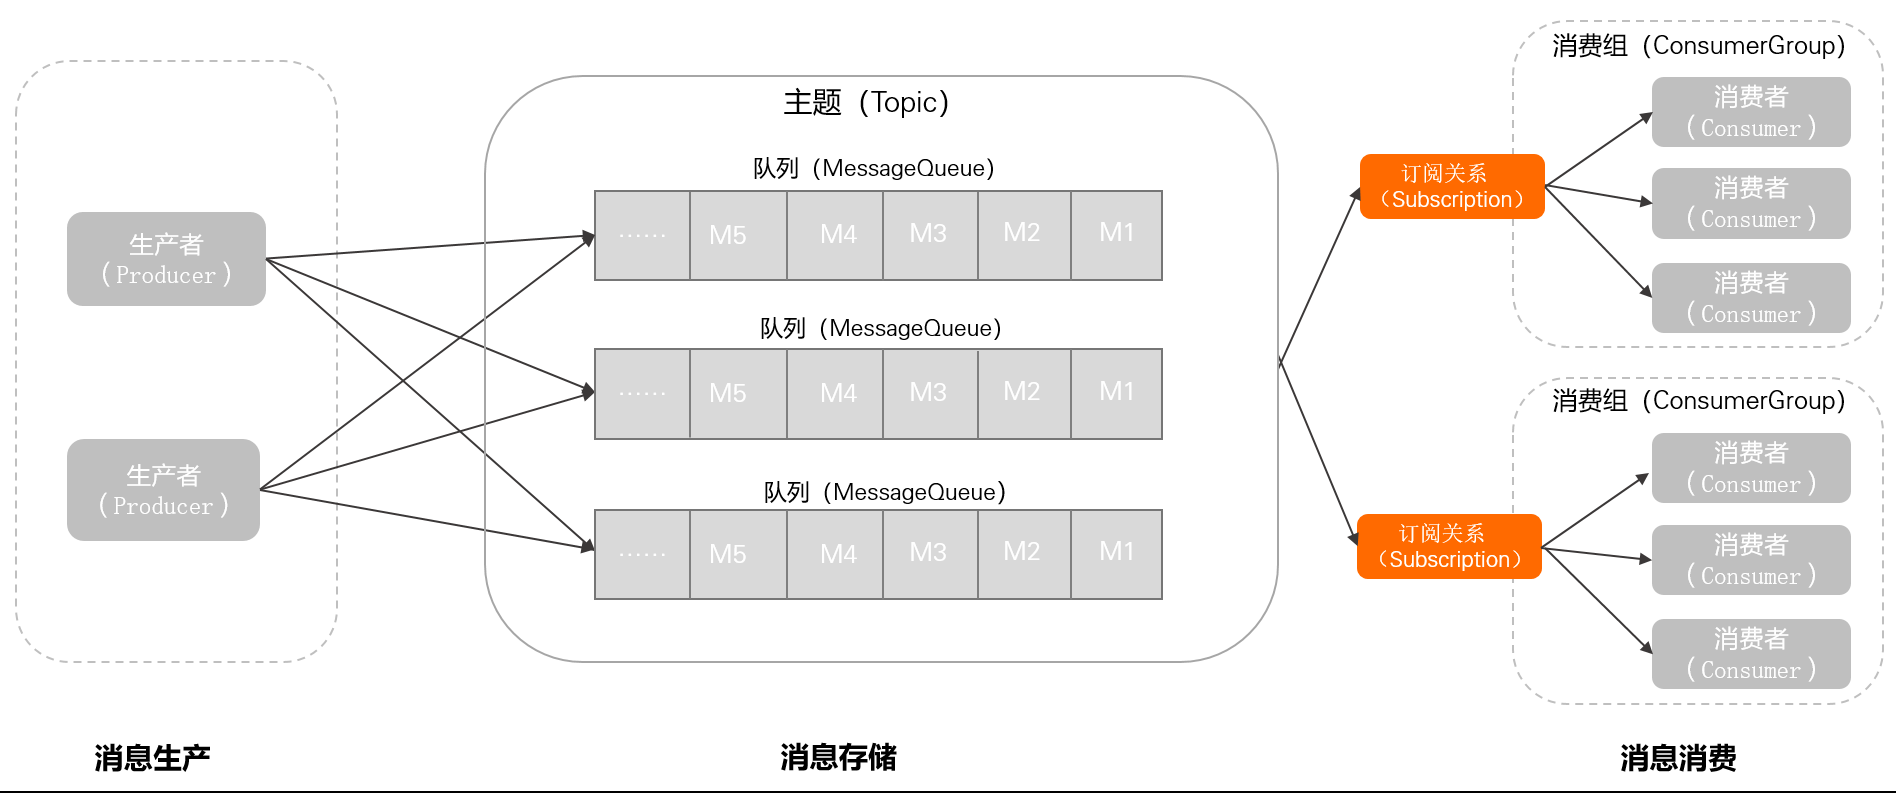 生产者
（Producer）
生产者
（Producer）
消息生产
主题（Topic）
队列（MessageQueue）
...... M5 M4 M3 M2 M1
队列（MessageQueue）
...... M5 M4 M3 M2 M1
队列（MessageQueue）
...... M5 M4 M3 M2 M1
消息存储
订阅关系
（Subscription）
消费组（ConsumerGroup）
消费者
（Consumer）
消费者
（Consumer）
消费者
（Consumer）
订阅关系
（Subscription）
消费组（ConsumerGroup）
消费者
（Consumer）
消费者
（Consumer）
消费者
（Consumer）
消息消费